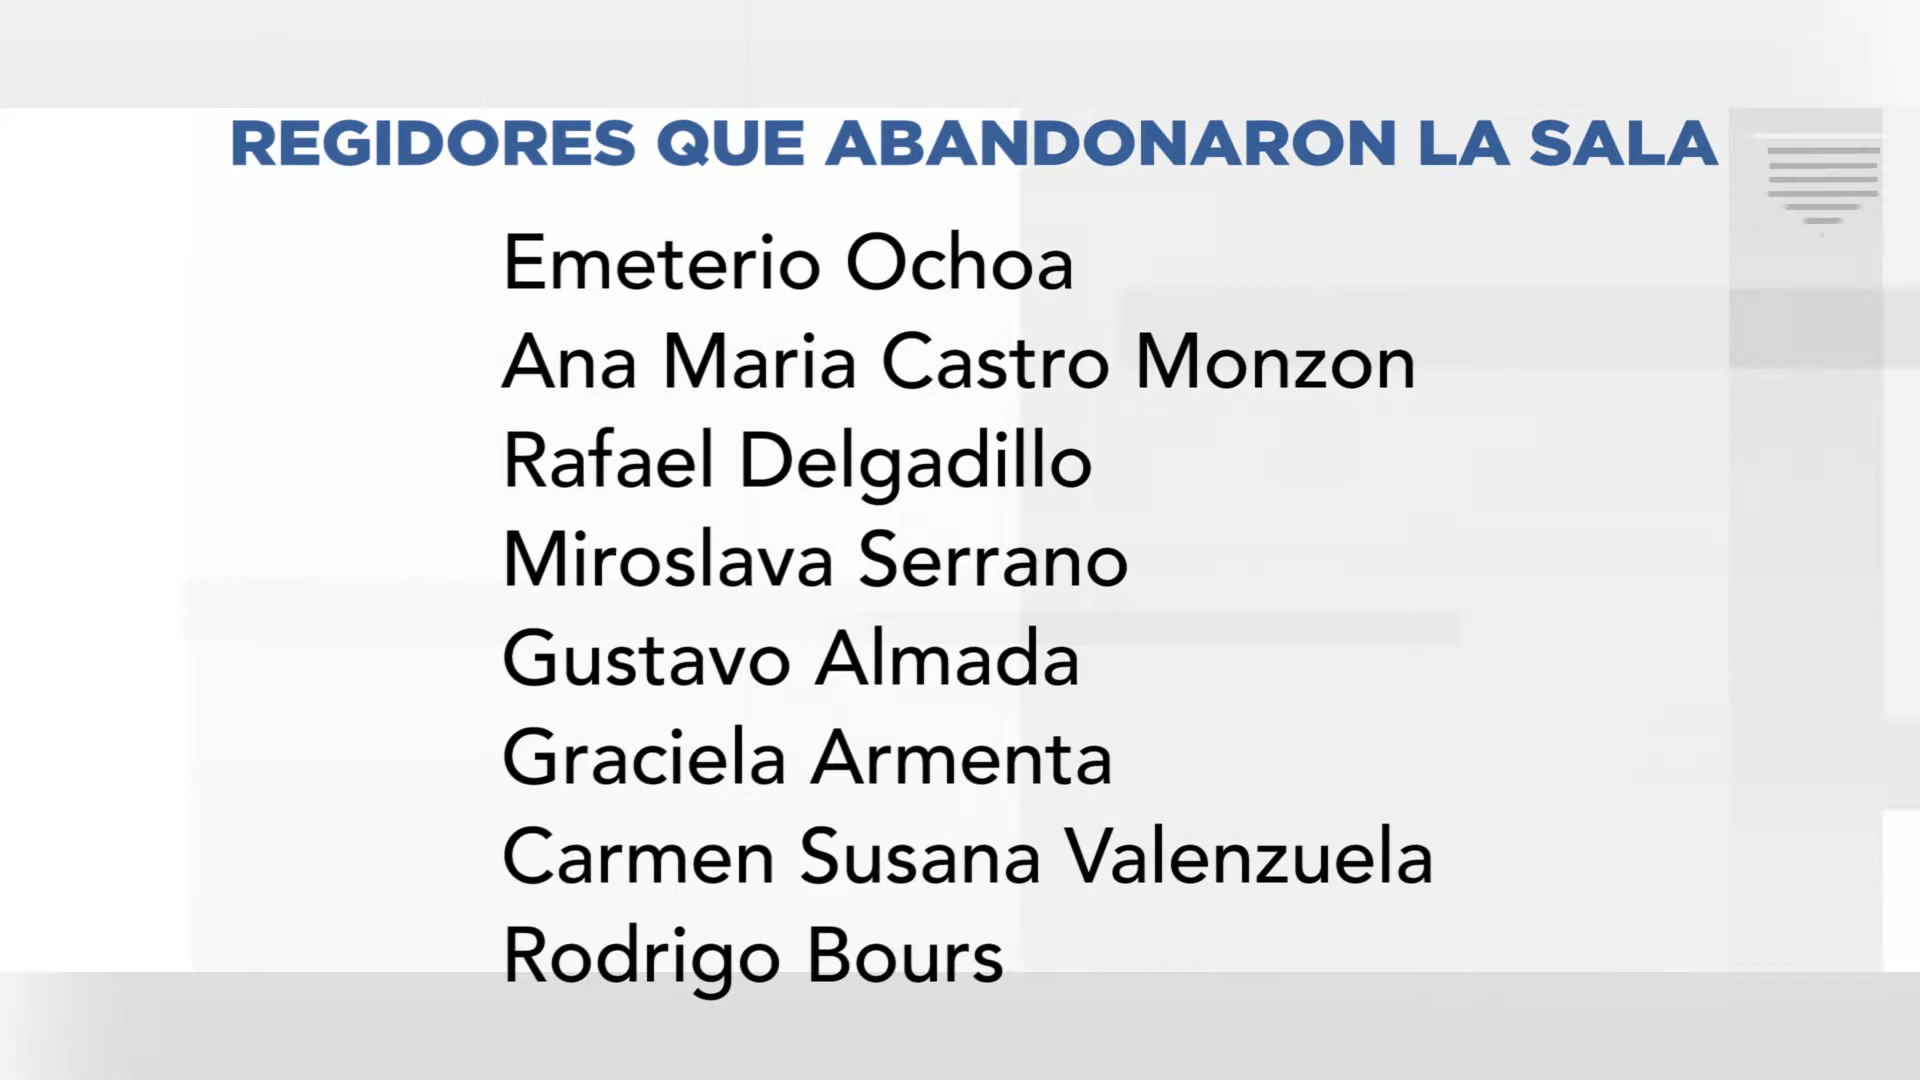 REGIDORES QUE ABANDONARON LA SALA
Emeterio Ochoa
Ana Maria Castro Monzon
Rafael Delgadillo
Miroslava Serrano
Gustavo Almada
Graciela Armenta
Carmen Susana Valenzuela
Rodrigo Bours